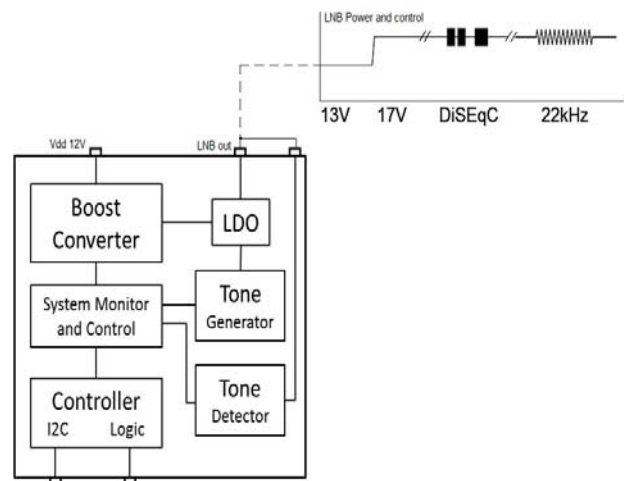 LNB Power and control
13V 17V DiSEqC 22kHz
Vdd 12V LNB out
Boost
Converter
LDO
System Monitor
and Control
Tone
Generator
Controller
I2C Logic
Tone
Detector